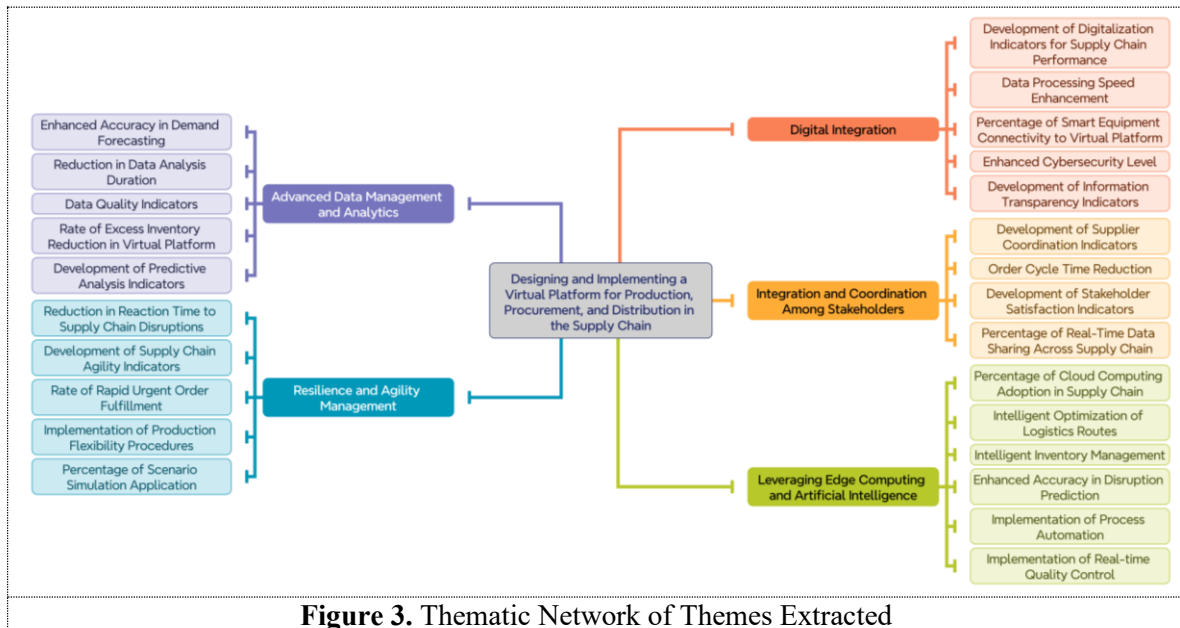 Enhanced Accuracy in Demand
Forecasting
Reduction in Data Analysis
Duration
Data Quality Indicators
Rate of Excess Inventory
Reduction in Virtual Platform
Development of Predictive
Analysis Indicators
Advanced Data Management
and Analytics
Reduction in Reaction Time to
Supply Chain Disruptions
Development of Supply Chain
Agility Indicators
Rate of Rapid Urgent Order
Fulfillment
Implementation of Production
Flexibility Procedures
Percentage of Scenario
Simulation Application
Resilience and Agility
Management
Designing and Implementing a
Virtual Platform for Production,
Procurement, and Distribution in
the Supply Chain
Digital Integration
Development of Digitalization
Indicators for Supply Chain
Performance
Data Processing Speed
Enhancement
Percentage of Smart Equipment
Connectivity to Virtual Platform
Enhanced Cybersecurity Level
Development of Information
Transparency Indicators
Integration and Coordination
Among Stakeholders
Development of Supplier
Coordination Indicators
Order Cycle Time Reduction
Development of Stakeholder
Satisfaction Indicators
Percentage of Real-Time Data
Sharing Across Supply Chain
Leveraging Edge Computing
and Artificial Intelligence
Percentage of Cloud Computing
Adoption in Supply Chain
Intelligent Optimization of
Logistics Routes
Intelligent Inventory Management
Enhanced Accuracy in Disruption
Prediction
Implementation of Process
Automation
Implementation of Real-time
Quality Control
Figure 3. Thematic Network of Themes Extracted